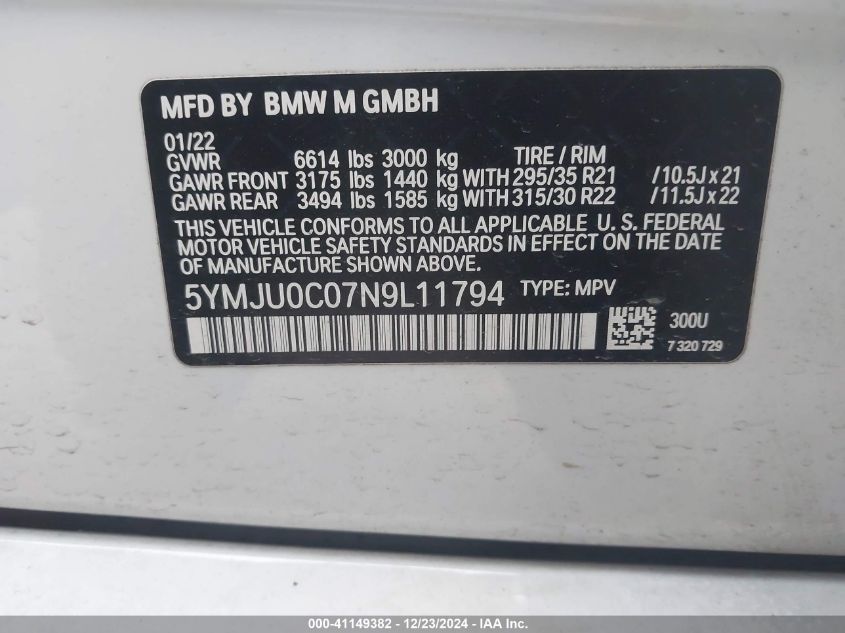 MFD BY BMW M GMBH
01/22
GVWR 6614 lbs 3000 kg TIRE / RIM
GAWR FRONT 3175 lbs 1440 kg WITH 295/35 R21 /10.5J x 21
GAWR REAR 3494 lbs 1585 kg WITH 315/30 R22 /11.5J x 22
THIS VEHICLE CONFORMS TO ALL APPLICABLE U. S. FEDERAL
MOTOR VEHICLE SAFETY STANDARDS IN EFFECT ON THE DATE
OF MANUFACTURE SHOWN ABOVE.
5YMJU0C07N9L11794 TYPE: MPV
300U
7 320 729
000-41149382 - 12/23/2024 - IAA Inc.